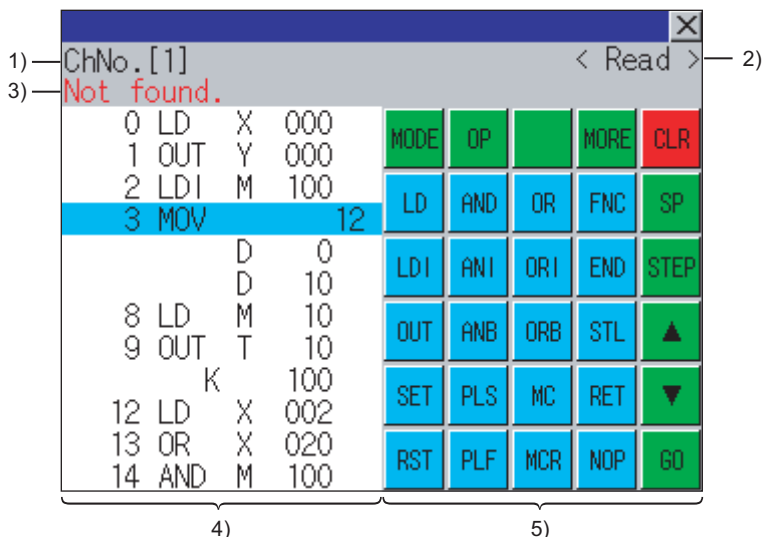 1) ChNo.[1] < Read > 2)
3) Not found.
0 LD X 000
1 OUT Y 000
2 LDI M 100
3 MOV 12
D 0
D 10
8 LD M 10
9 OUT T 10
K 100
12 LD X 002
13 OR X 020
14 AND M 100
MODE OP MORE CLR
LD AND OR FNC SP
LDI ANI ORI END STEP
OUT ANB ORB STL ▲
SET PLS MC RET ▼
RST PLF MCR NOP GO
4) 5)